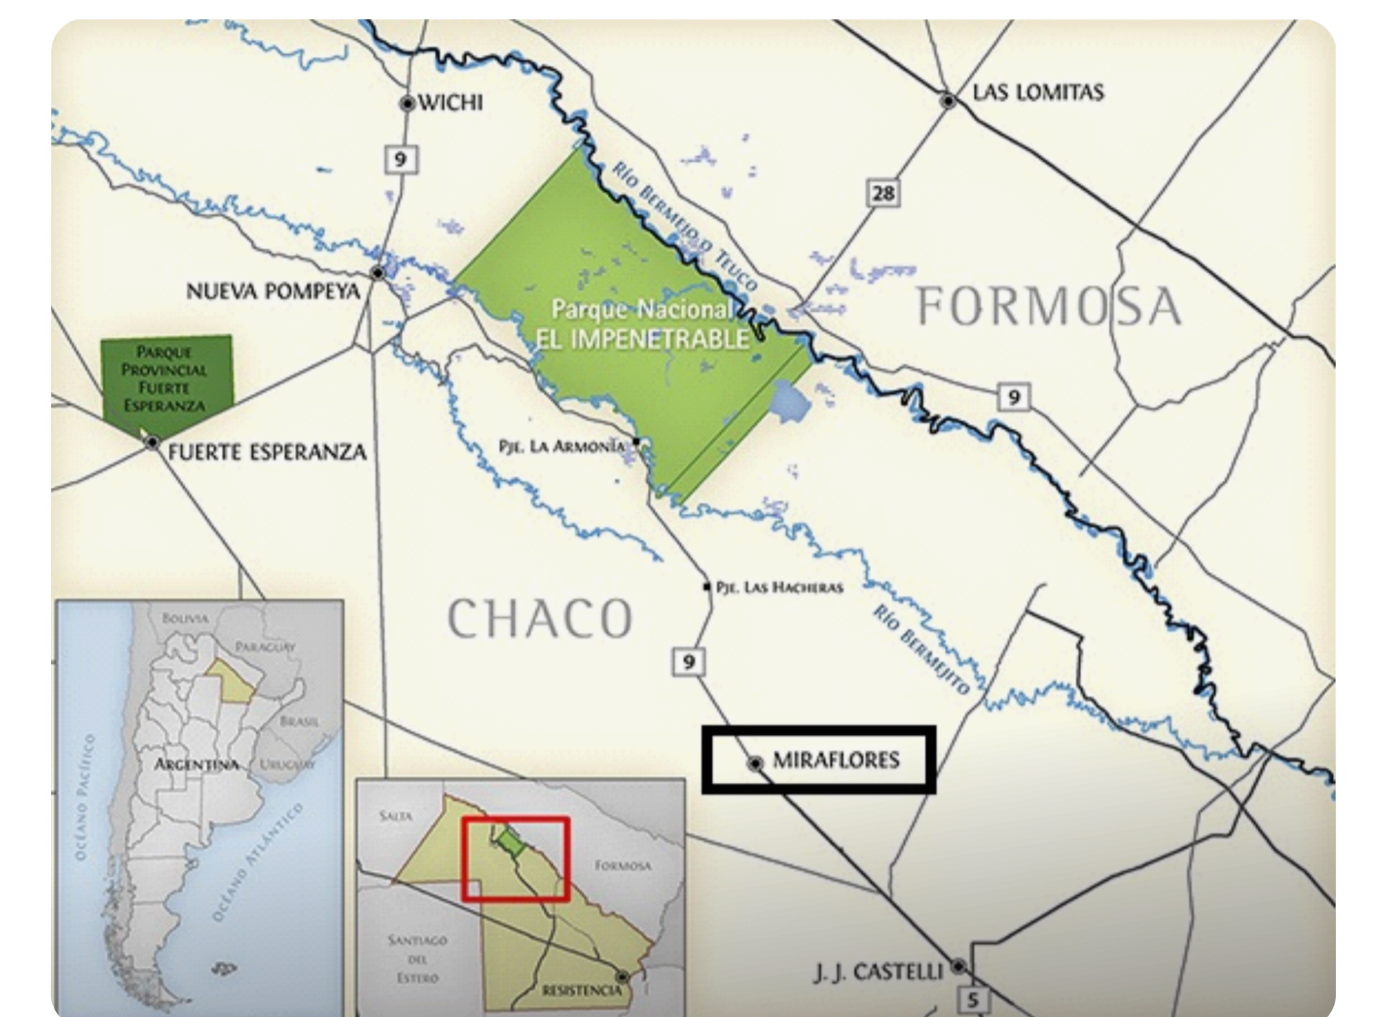 WICHI
LAS LOMITAS
9
RÍO BERMEJO O TEUCO
28
NUEVA POMPEYA
FORMOSA
Parque Nacional
EL IMPENETRABLE
PARQUE
PROVINCIAL
FUERTE
ESPERANZA
9
FUERTE ESPERANZA
PJE. LA ARMONÍA
PJE. LAS HACHERAS
CHACO
RÍO BERMEJITO
9
MIRAFLORES
J. J. CASTELLI
5
BOLIVIA
PARAGUAY
BRASIL
ARGENTINA
URUGUAY
OCÉANO PACÍFICO
OCÉANO ATLÁNTICO
SALTA
FORMOSA
SANTIAGO
DEL
ESTERO
RESISTENCIA